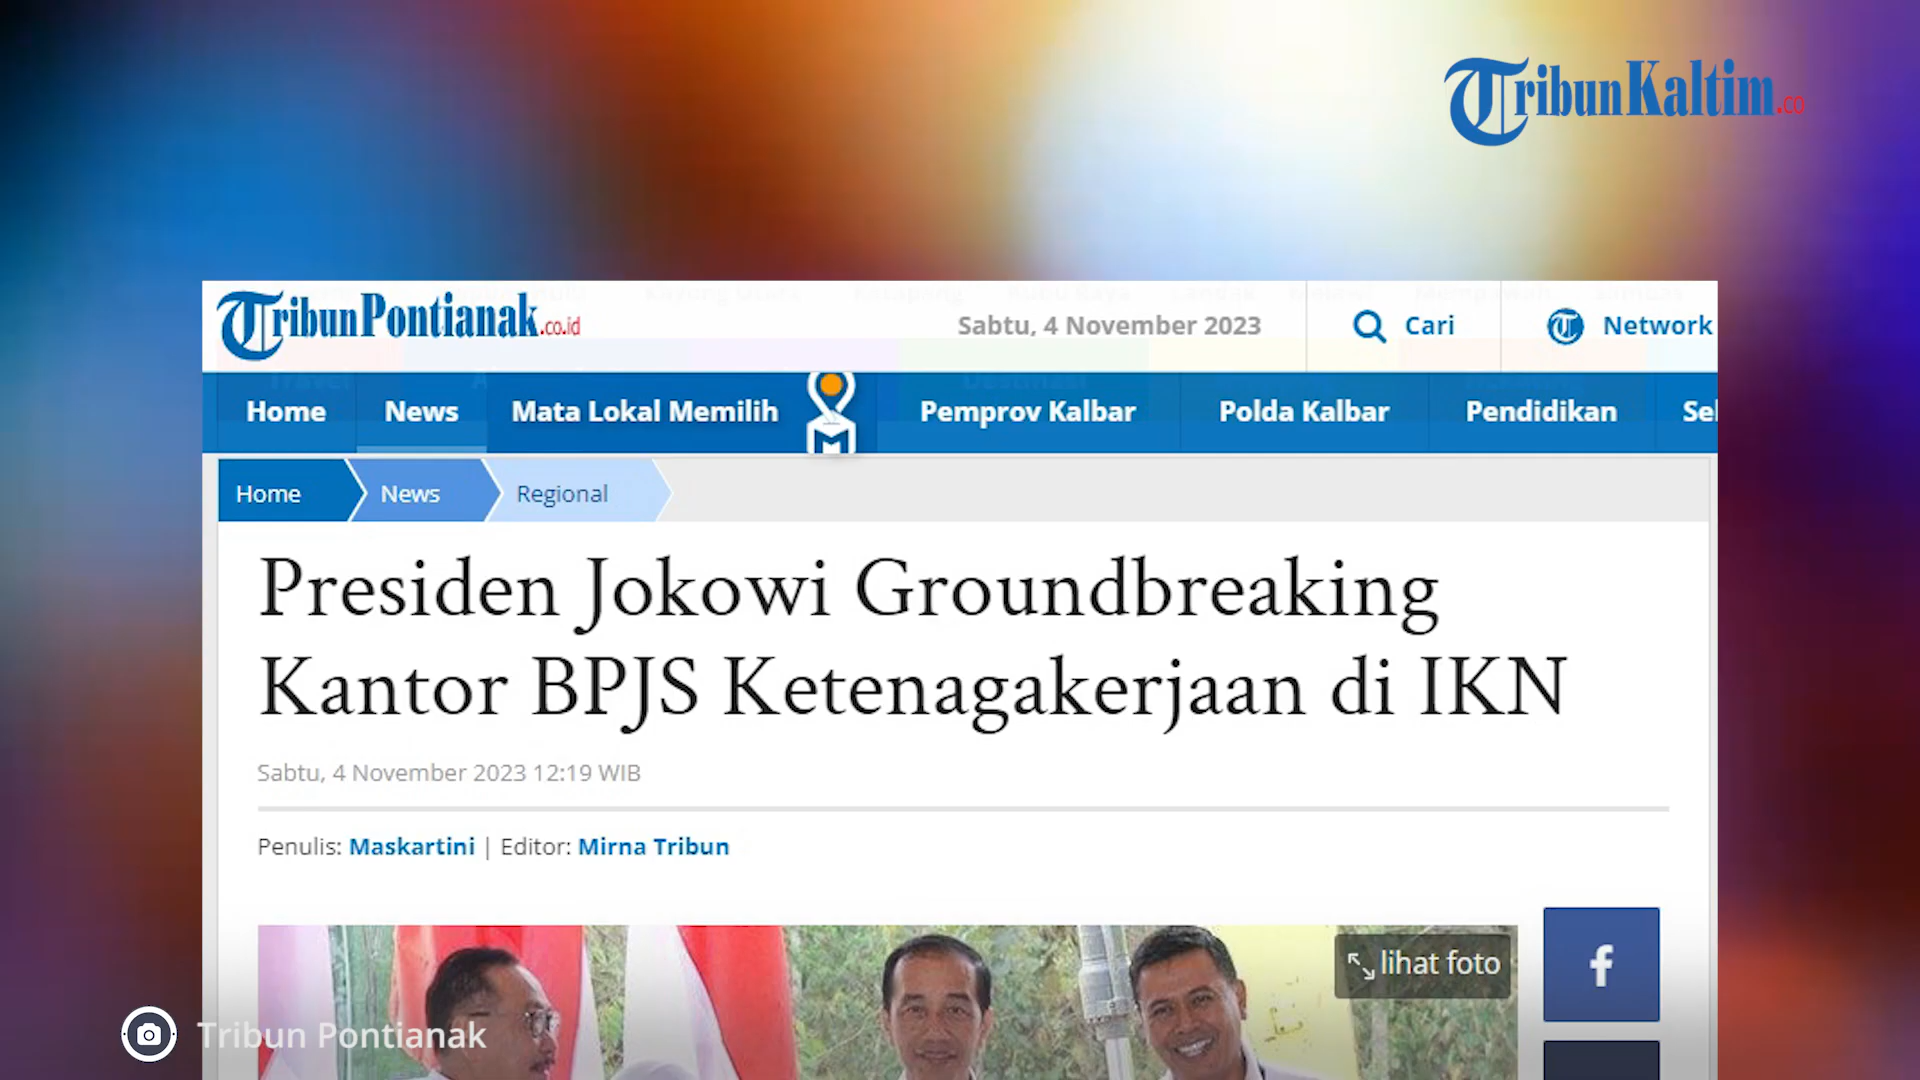 TribunKaltim.co
TribunPontianak.co.id
Sabtu, 4 November 2023
Cari
Network
Home
News
Mata Lokal Memilih
Pemprov Kalbar
Polda Kalbar
Pendidikan
Sel
Home
News
Regional
Presiden Jokowi Groundbreaking
Kantor BPJS Ketenagakerjaan di IKN
Sabtu, 4 November 2023 12:19 WIB
Penulis: Maskartini | Editor: Mirna Tribun
lihat foto
Tribun Pontianak